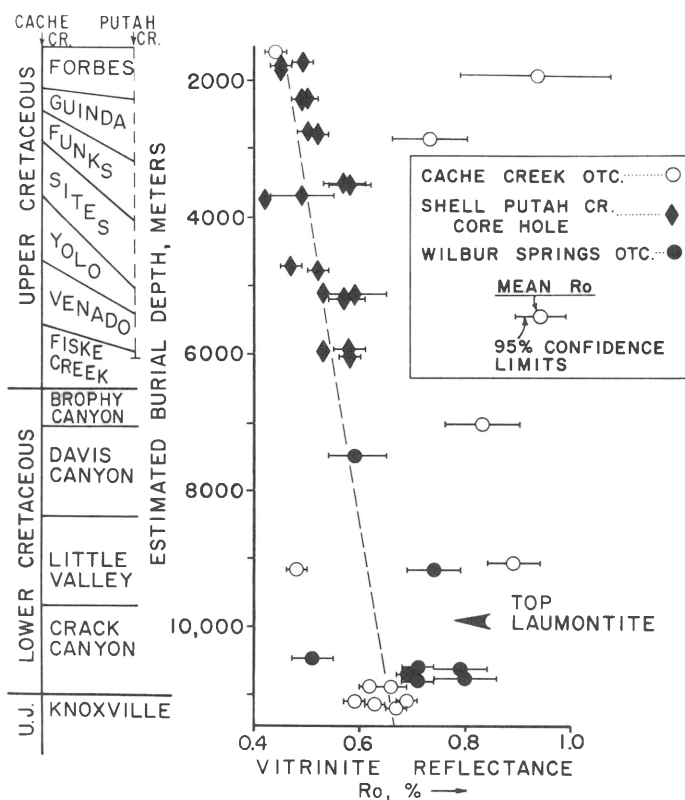 CACHE CR.
PUTAH CR.
UPPER CRETACEOUS
FORBES
GUINDA
FUNKS
SITES
YOLO
VENADO
FISKE CREEK
LOWER CRETACEOUS
BROPHY CANYON
DAVIS CANYON
LITTLE VALLEY
CRACK CANYON
U.J.
KNOXVILLE
ESTIMATED BURIAL DEPTH, METERS
2000
4000
6000
8000
10,000
CACHE CREEK OTC.
SHELL PUTAH CR.
CORE HOLE
WILBUR SPRINGS OTC.
MEAN Ro
95% CONFIDENCE
LIMITS
TOP
LAUMONTITE
0.4 0.6 0.8 1.0
VITRINITE REFLECTANCE
Ro, % →